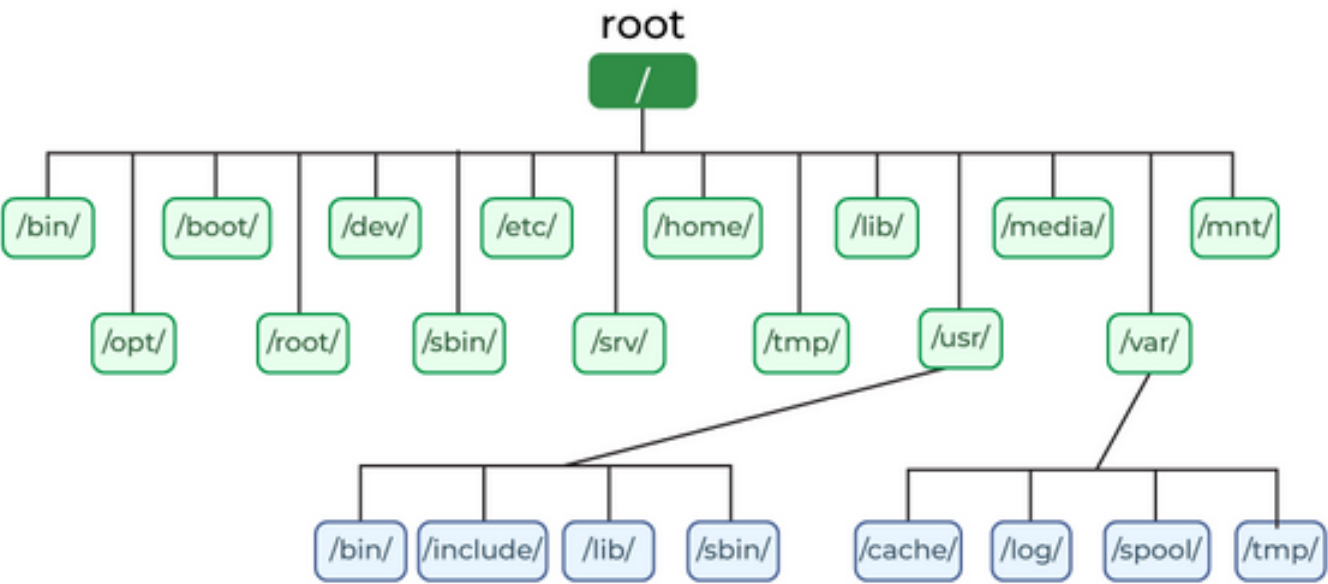 root
/
/bin/ /boot/ /dev/ /etc/ /home/ /lib/ /media/ /mnt/
/opt/ /root/ /sbin/ /srv/ /tmp/ /usr/ /var/
/bin/ /include/ /lib/ /sbin/ /cache/ /log/ /spool/ /tmp/